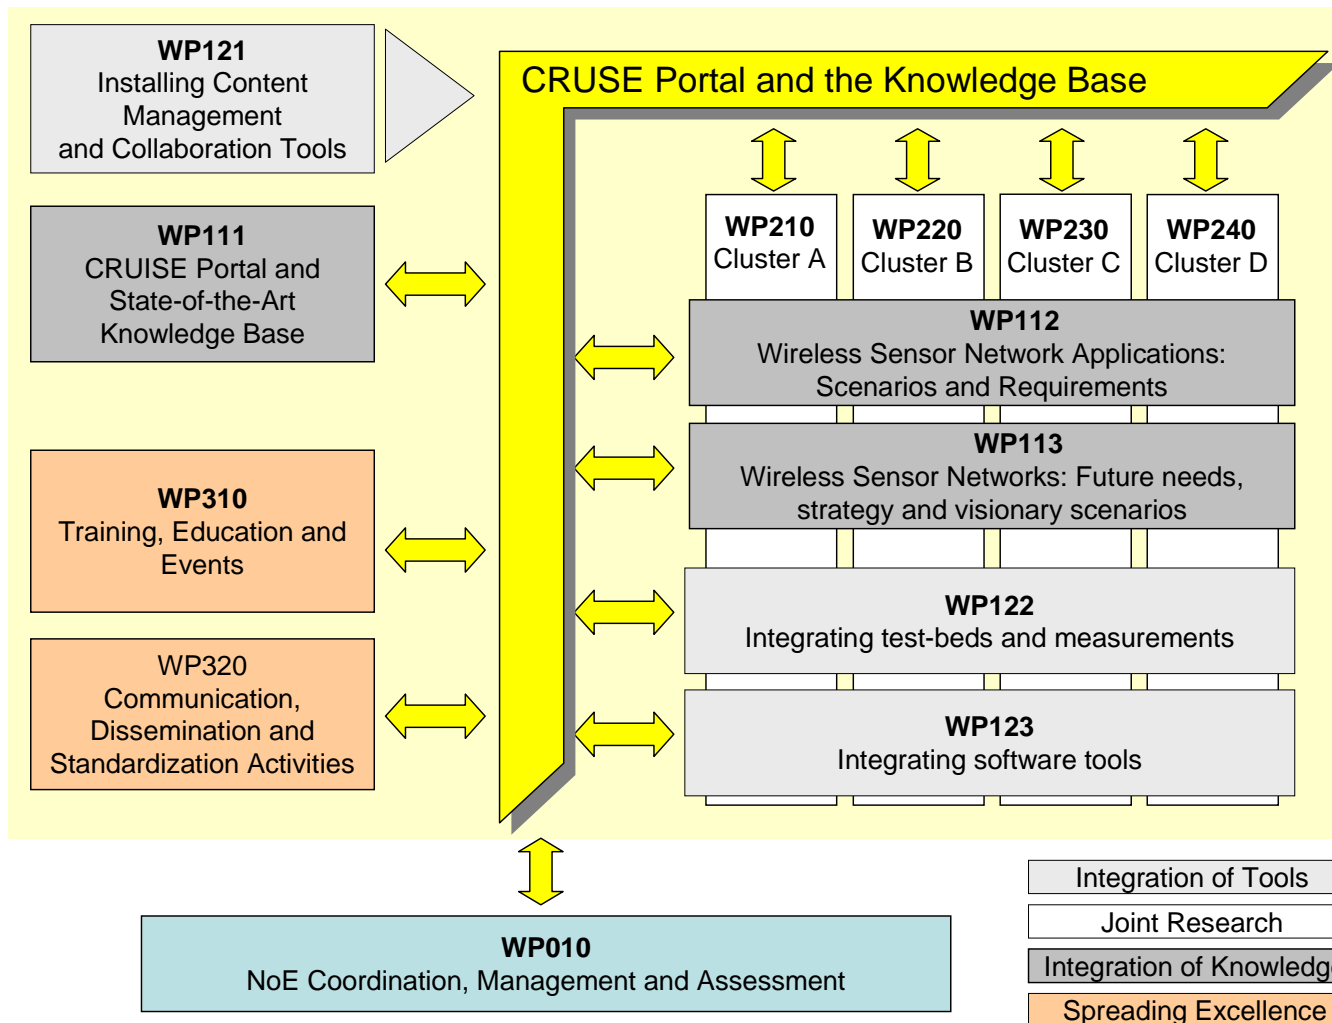 WP121
Installing Content
Management
and Collaboration Tools
CRUSE Portal and the Knowledge Base
WP111
CRUISE Portal and
State-of-the-Art
Knowledge Base
WP210
Cluster A
WP220
Cluster B
WP230
Cluster C
WP240
Cluster D
WP112
Wireless Sensor Network Applications:
Scenarios and Requirements
WP113
Wireless Sensor Networks: Future needs,
strategy and visionary scenarios
WP310
Training, Education and
Events
WP122
Integrating test-beds and measurements
WP320
Communication,
Dissemination and
Standardization Activities
WP123
Integrating software tools
WP010
NoE Coordination, Management and Assessment
Integration of Tools
Joint Research
Integration of Knowledge
Spreading Excellence